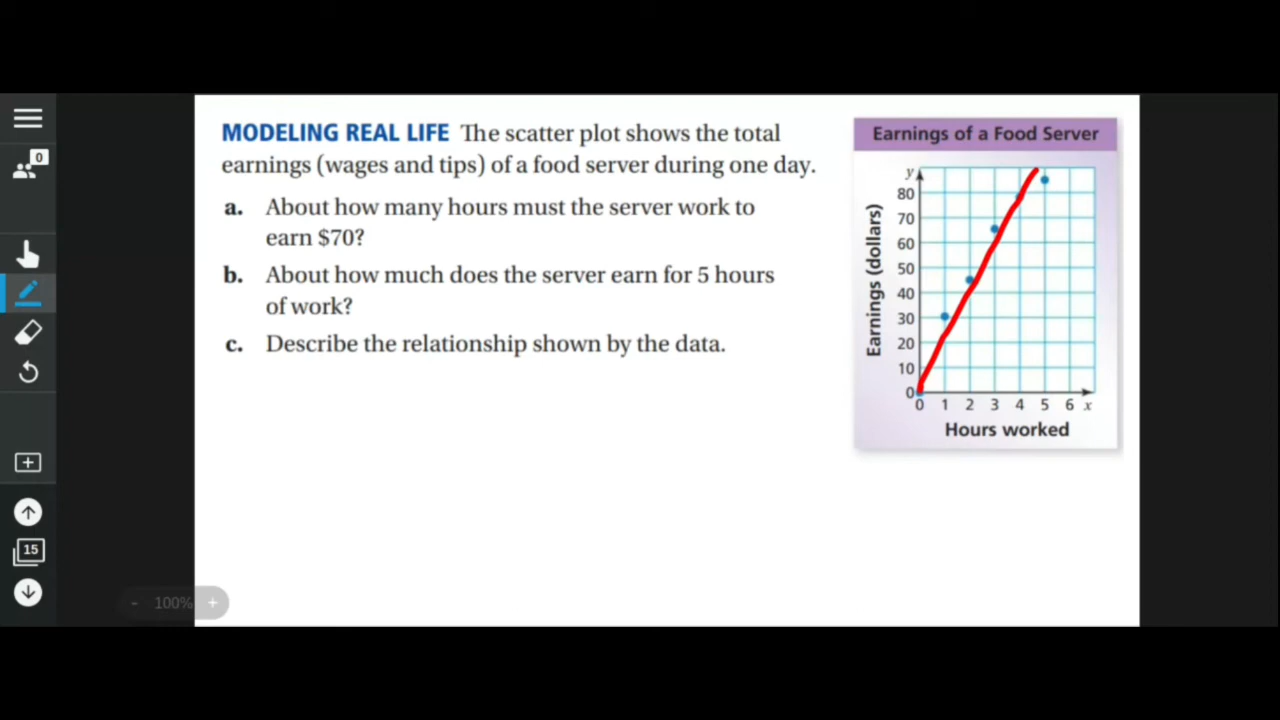 0
MODELING REAL LIFE The scatter plot shows the total
earnings (wages and tips) of a food server during one day.
a. About how many hours must the server work to
earn $70?
b. About how much does the server earn for 5 hours
of work?
c. Describe the relationship shown by the data.
Earnings of a Food Server
y
80
70
60
50
40
30
20
10
0
Earnings (dollars)
0 1 2 3 4 5 6 x
Hours worked
15
- 100% +